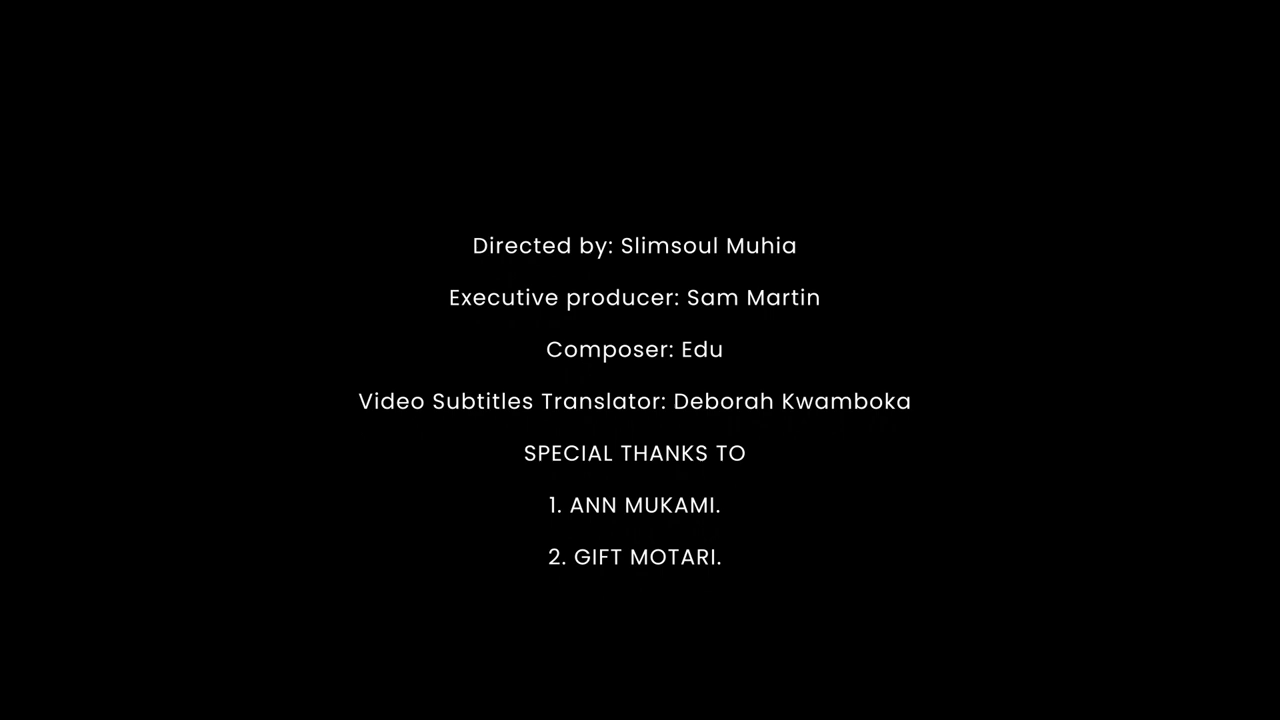 Directed by: Slimsoul Muhia
Executive producer: Sam Martin
Composer: Edu
Video Subtitles Translator: Deborah Kwamboka
SPECIAL THANKS TO
1. ANN MUKAMI.
2. GIFT MOTARI.